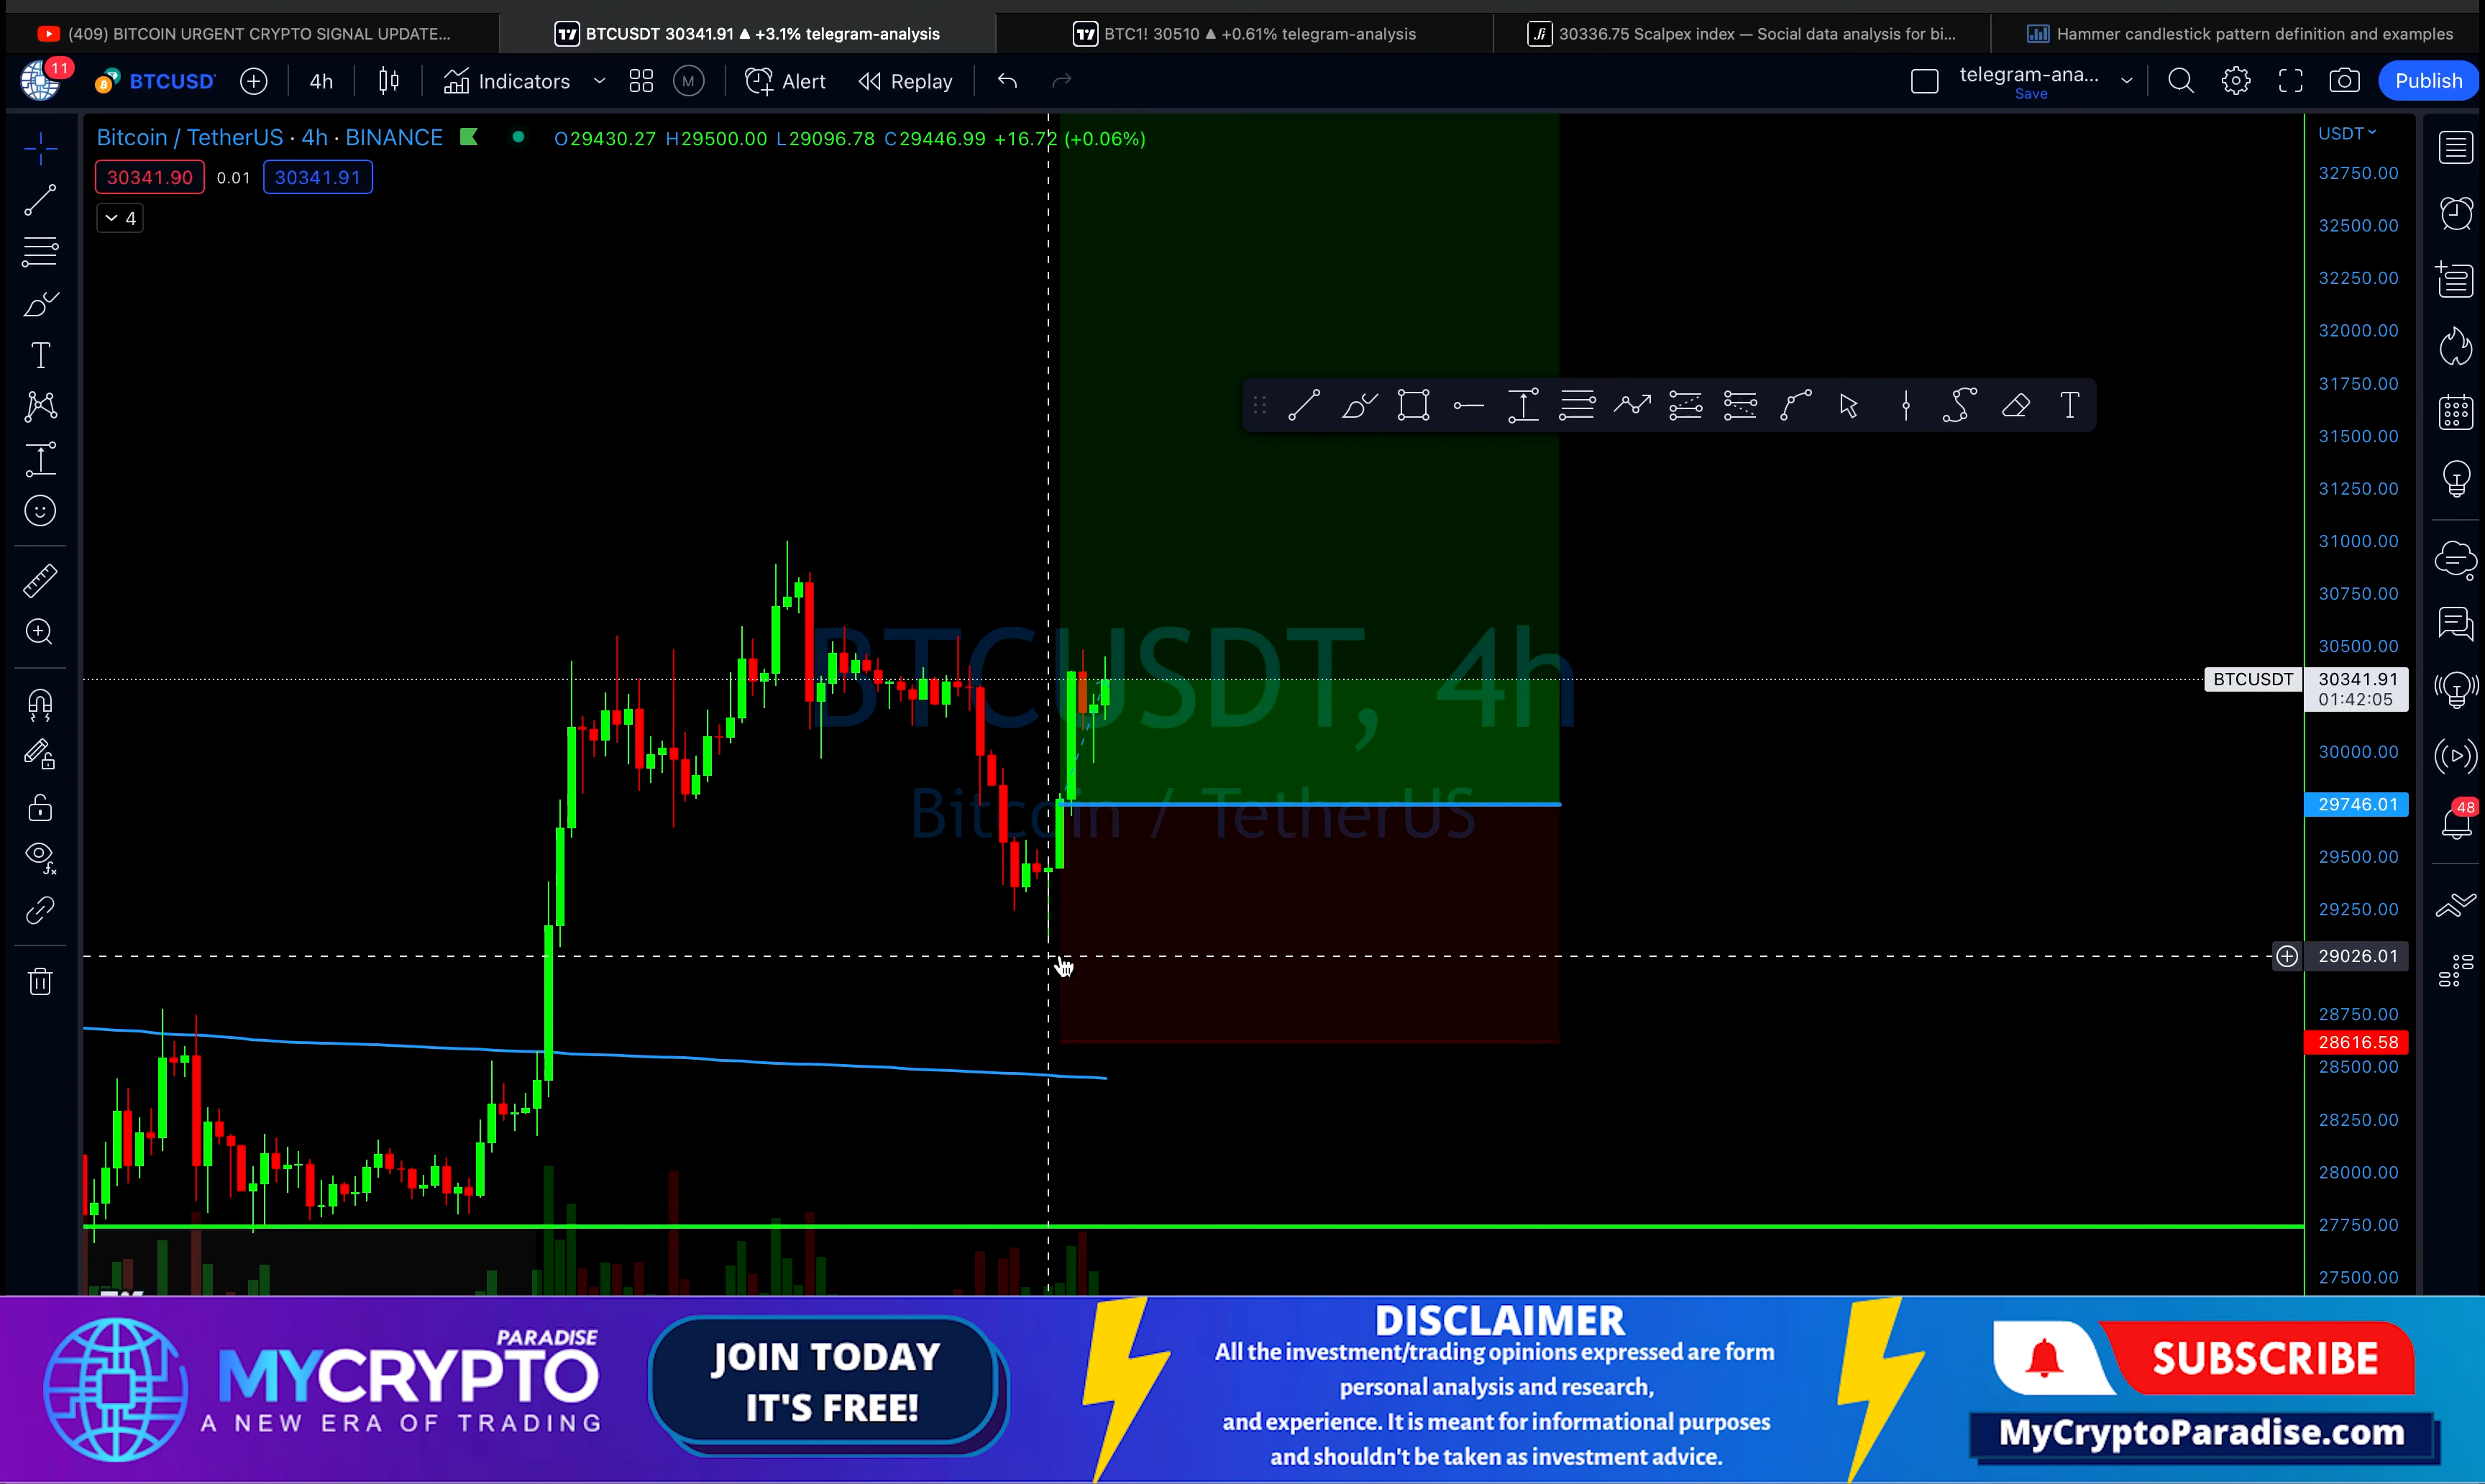 (409) BITCOIN URGENT CRYPTO SIGNAL UPDATE...
BTCUSDT 30341.91 ▲ +3.1% telegram-analysis
BTC1! 30510 ▲ +0.61% telegram-analysis
30336.75 Scalpex index — Social data analysis for bi...
Hammer candlestick pattern definition and examples
11
BTCUSD
4h
Indicators
M
Alert
Replay
telegram-ana...
Save
Publish
Bitcoin / TetherUS · 4h · BINANCE
O29430.27 H29500.00 L29096.78 C29446.99 +16.72 (+0.06%)
USDT
30341.90
0.01
30341.91
4
32750.00
32500.00
32250.00
32000.00
31750.00
31500.00
31250.00
31000.00
30750.00
30500.00
BTCUSDT
30341.91
01:42:05
30000.00
29746.01
29500.00
29250.00
29026.01
28750.00
28616.58
28500.00
28250.00
28000.00
27750.00
27500.00
48
BTCUSDT, 4h
Bitcoin / TetherUS
T
T
PARADISE
MYCRYPTO
A NEW ERA OF TRADING
JOIN TODAY
IT'S FREE!
DISCLAIMER
All the investment/trading opinions expressed are form
personal analysis and research,
and experience. It is meant for informational purposes
and shouldn't be taken as investment advice.
SUBSCRIBE
MyCryptoParadise.com